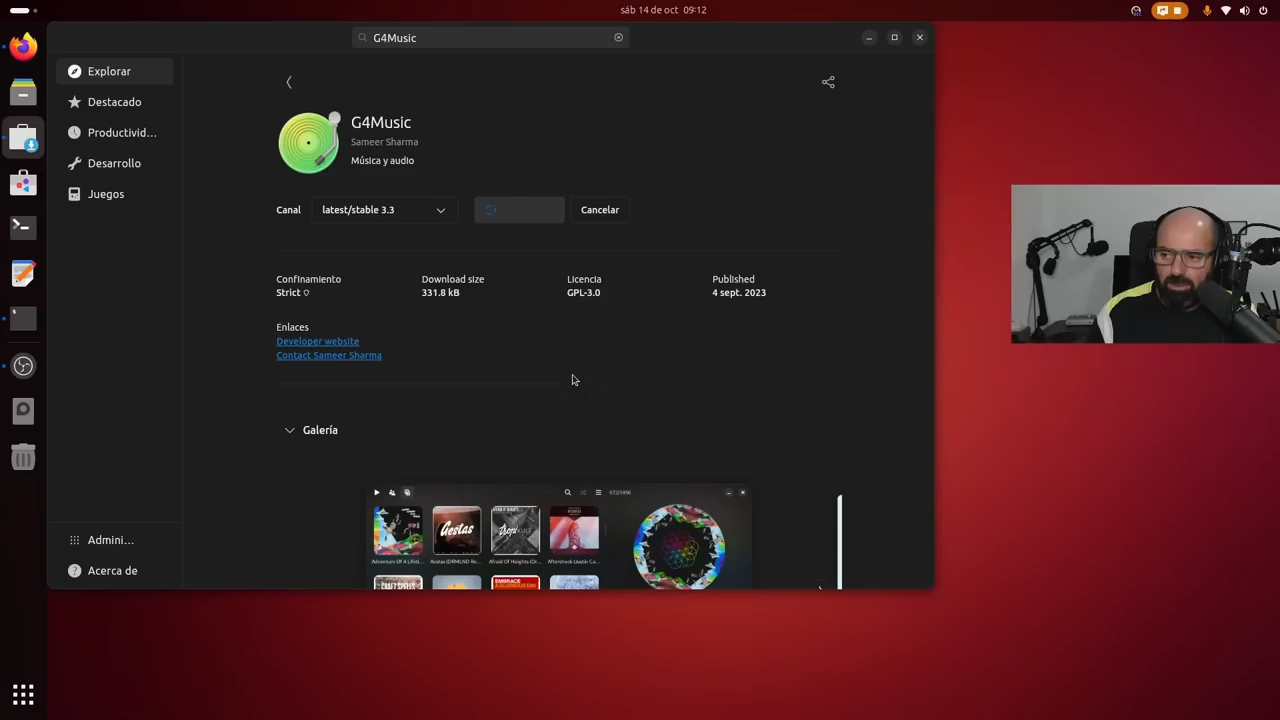 sáb 14 de oct 09:12
G4Music
Explorar
Destacado
Productivid...
Desarrollo
Juegos
Admini...
Acerca de
G4Music
Sameer Sharma
Música y audio
Canal
latest/stable 3.3
Cancelar
Confinamiento
Strict
Download size
331.8 kB
Licencia
GPL-3.0
Published
4 sept. 2023
Enlaces
Developer website
Contact Sameer Sharma
Galería